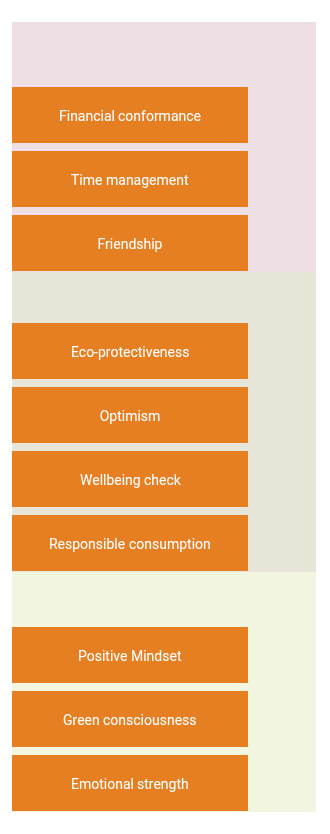 Financial conformance
Time management
Friendship
Eco-protectiveness
Optimism
Wellbeing check
Responsible consumption
Positive Mindset
Green consciousness
Emotional strength